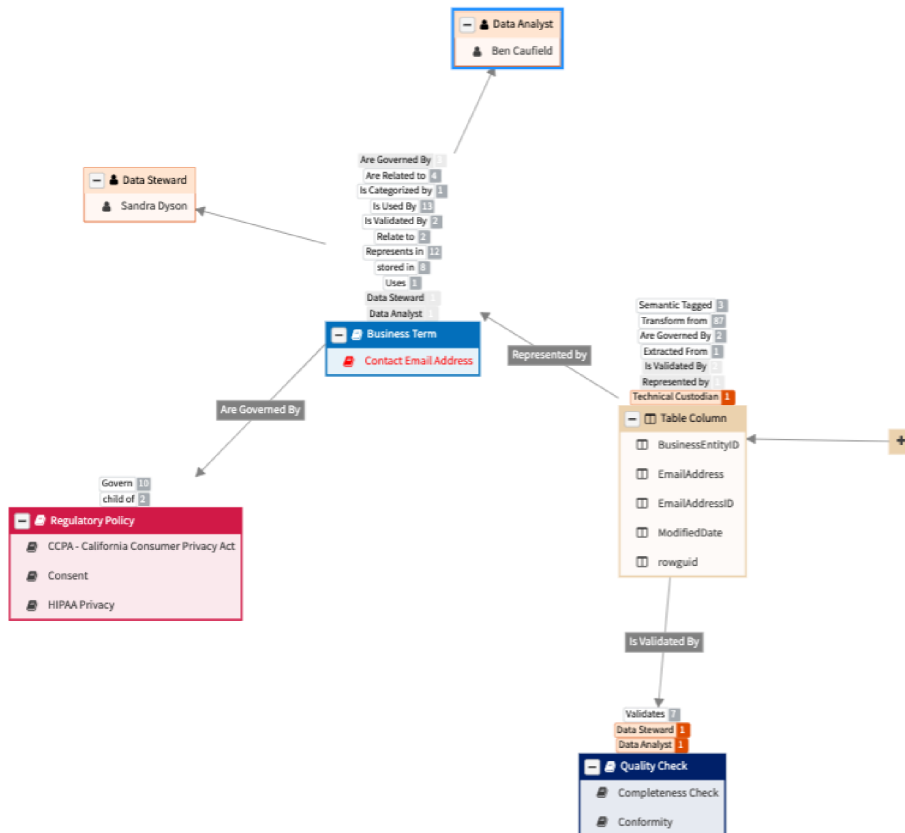 Data Analyst
Ben Caufield
Data Steward
Sandra Dyson
Are Governed By
Are Related to 4
Is Categorized by 1
Is Used By 13
Is Validated By 2
Relate to 2
Represents in 12
stored in 8
Uses 1
Data Steward
Data Analyst
Business Term
Contact Email Address
Represented by
Are Governed By
Semantic Tagged 3
Transform from 87
Are Governed By 2
Extracted From 1
Is Validated By
Represented by
Technical Custodian 1
Table Column
BusinessEntityID
EmailAddress
EmailAddressID
ModifiedDate
rowguid
Govern 10
child of 2
Regulatory Policy
CCPA - California Consumer Privacy Act
Consent
HIPAA Privacy
Is Validated By
Validates 7
Data Steward 1
Data Analyst 1
Quality Check
Completeness Check
Conformity